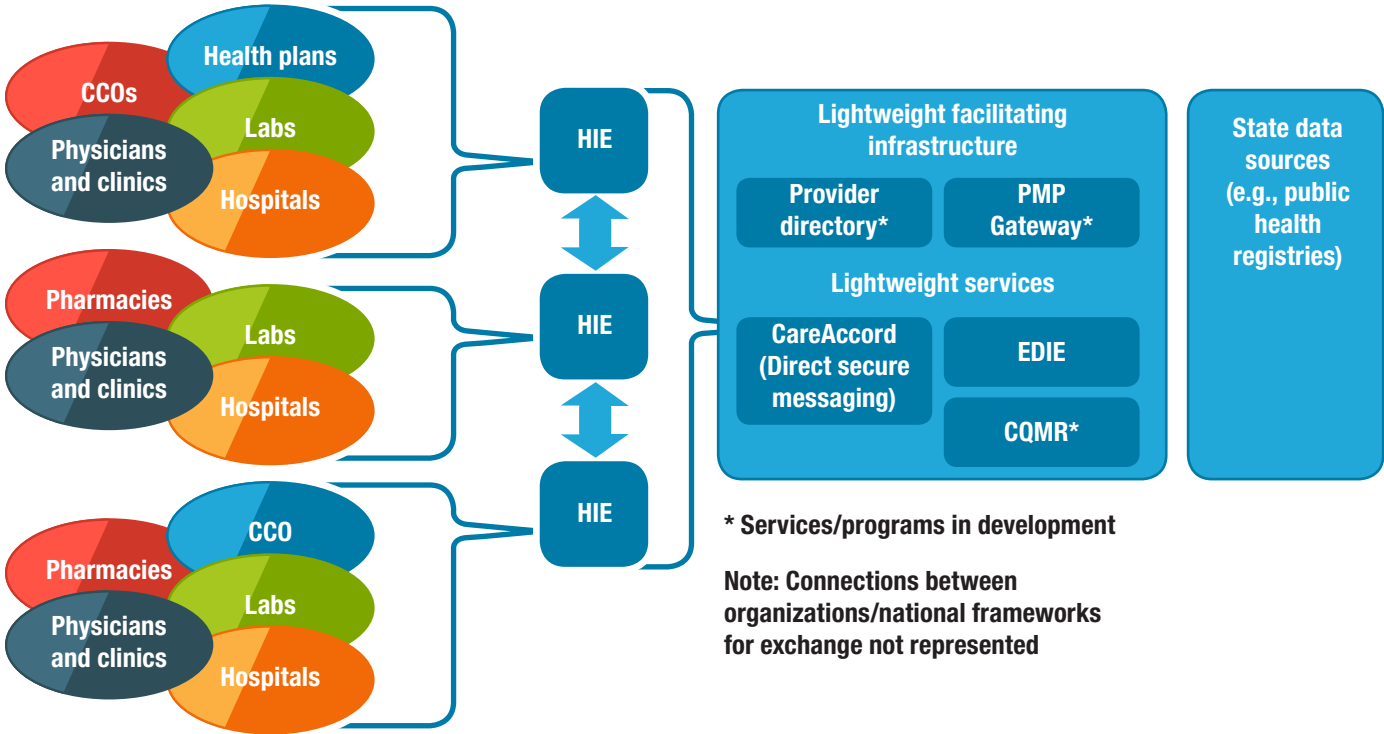 Health plans
CCOs
Labs
Physicians
and clinics
Hospitals
Pharmacies
Labs
Physicians
and clinics
Hospitals
CCO
Pharmacies
Labs
Physicians
and clinics
Hospitals
HIE
HIE
HIE
Lightweight facilitating
infrastructure
Provider
directory*
PMP
Gateway*
Lightweight services
CareAccord
(Direct secure
messaging)
EDIE
CQMR*
State data
sources
(e.g., public
health
registries)
* Services/programs in development
Note: Connections between
organizations/national frameworks
for exchange not represented